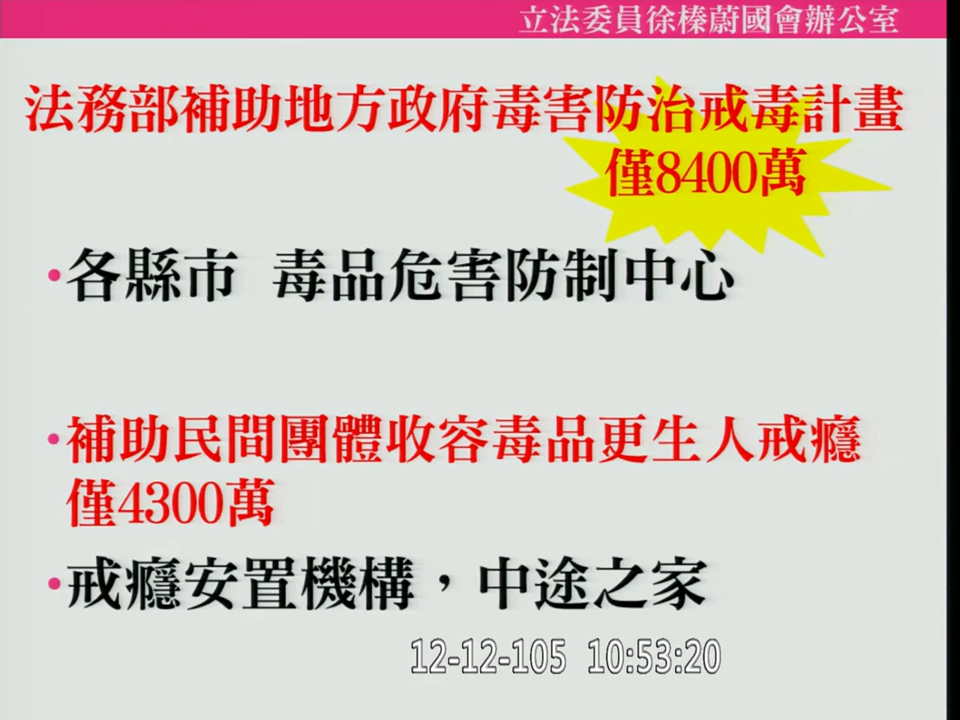 立法委員徐榛蔚國會辦公室
法務部補助地方政府毒害防治戒毒計畫
僅8400萬
•各縣市 毒品危害防制中心
•補助民間團體收容毒品更生人戒癮
僅4300萬
•戒癮安置機構，中途之家
12-12-105 10:53:20